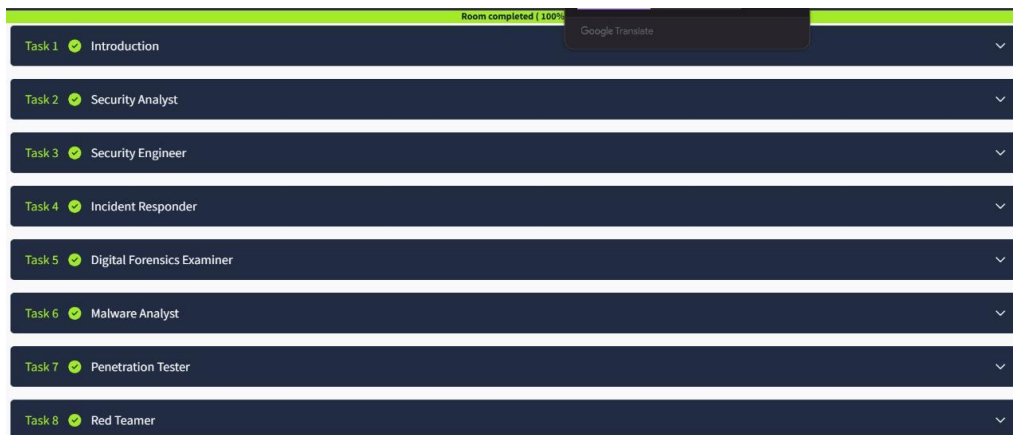 Room completed ( 100%
Google Translate
Task 1 Introduction
Task 2 Security Analyst
Task 3 Security Engineer
Task 4 Incident Responder
Task 5 Digital Forensics Examiner
Task 6 Malware Analyst
Task 7 Penetration Tester
Task 8 Red Teamer